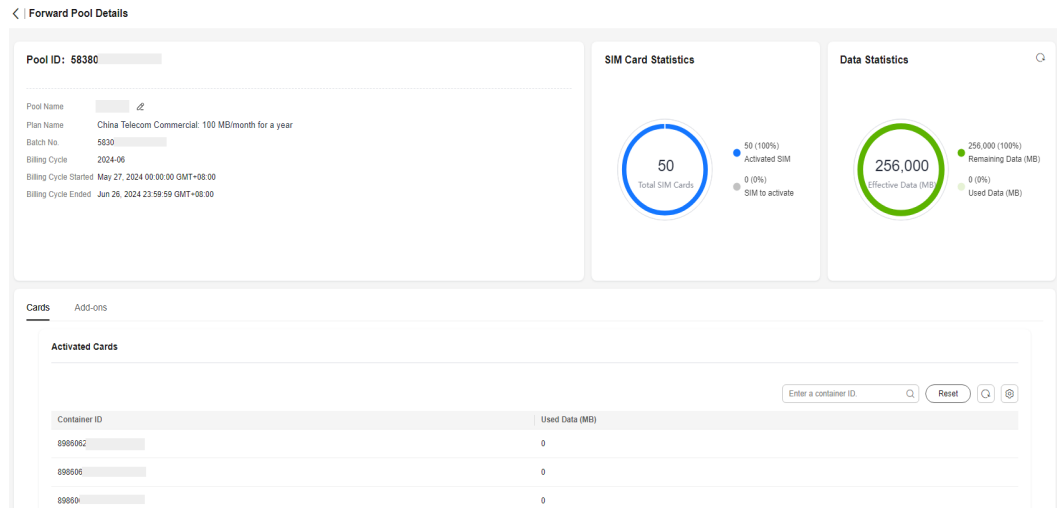 Forward Pool Details
Pool ID: 58380
Pool Name
Plan Name China Telecom Commercial: 100 MB/month for a year
Batch No. 5830
Billing Cycle 2024-06
Billing Cycle Started May 27, 2024 00:00:00 GMT+08:00
Billing Cycle Ended Jun 26, 2024 23:59:59 GMT+08:00
SIM Card Statistics
50
Total SIM Cards
50 (100%)
Activated SIM
0 (0%)
SIM to activate
Data Statistics
256,000
Effective Data (MB)
256,000 (100%)
Remaining Data (MB)
0 (0%)
Used Data (MB)
Cards Add-ons
Activated Cards
Enter a container ID. Reset
Container ID Used Data (MB)
8986062 0
898606 0
89860 0